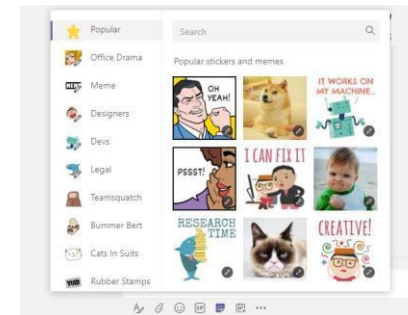 Popular
Office Drama
Meme
Designers
Devs
Legal
Teamsquatch
Bummer Bert
Cats In Suits
Rubber Stamps
Search
Popular stickers and memes
OH
YEAH!
IT WORKS ON
MY MACHINE...
PSSST!
I CAN FIX IT
RESEARCH
TIME
CREATIVE!
GIF